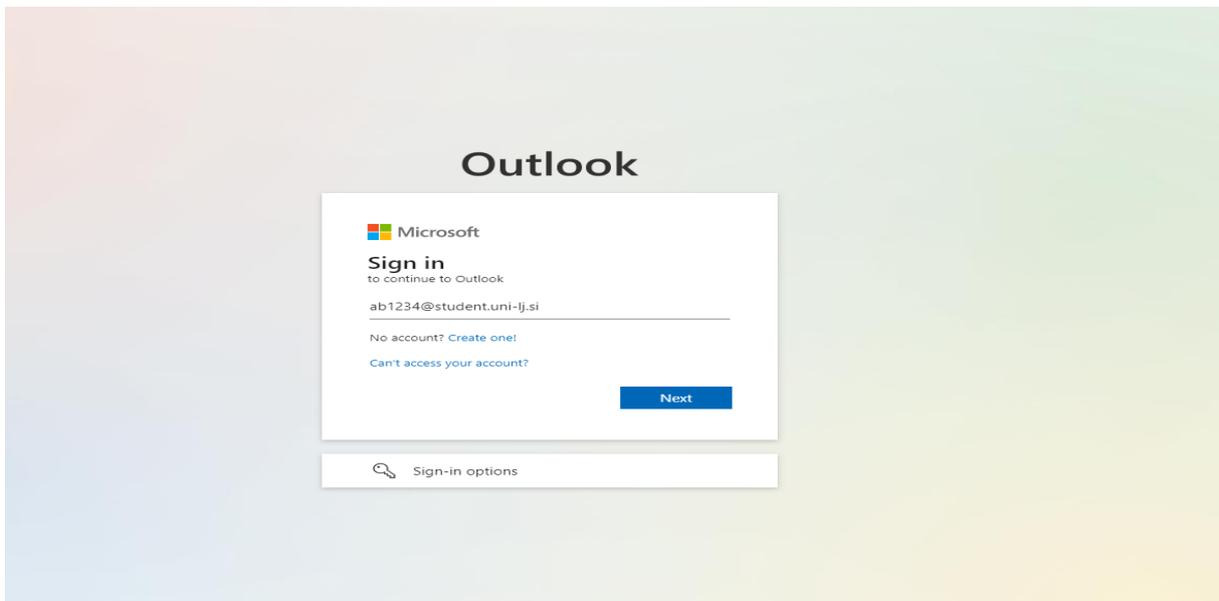 Outlook
Microsoft
Sign in
to continue to Outlook
ab1234@student.uni-lj.si
No account? Create one!
Can't access your account?
Next
Sign-in options